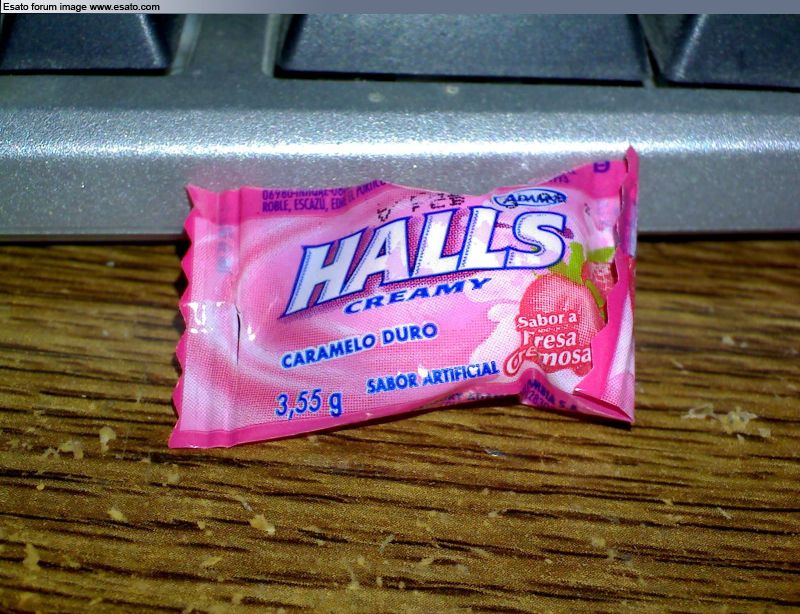 Esato forum image www.esato.com
ROBLE, ESCAZÚ,
ADAMS
HALLS
CREAMY
CARAMELO DURO
SABOR ARTIFICIAL
3,55 g
Sabor a
Fresa
Cremosa